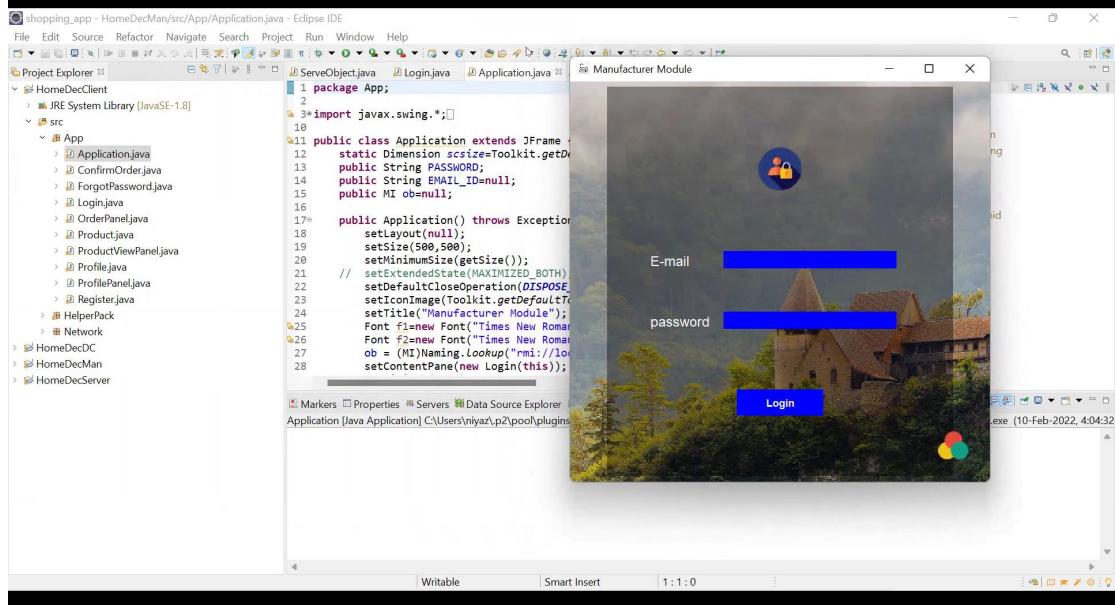 shopping_app - HomeDecMan/src/App/Application.java - Eclipse IDE
File Edit Source Refactor Navigate Search Project Run Window Help
Project Explorer
HomeDecClient
JRE System Library [JavaSE-1.8]
src
App
Application.java
ConfirmOrder.java
ForgotPassword.java
Login.java
OrderPanel.java
Product.java
ProductViewPanel.java
Profile.java
ProfilePanel.java
Register.java
HelperPack
Network
HomeDecDC
HomeDecMan
HomeDecServer
ServeObject.java Login.java Application.java
1 package App;
2
3 import javax.swing.*;
10
11 public class Application extends JFrame
12 static Dimension scsize=Toolkit.getDe
13 public String PASSWORD;
14 public String EMAIL_ID=null;
15 public MI ob=null;
16
17 public Application() throws Exception
18 setLayout(null);
19 setSize(500,500);
20 setMinimumSize(getSize());
21 // setExtendedState(MAXIMIZED_BOTH)
22 setDefaultCloseOperation(DISPOSE_
23 setIconImage(Toolkit.getDefaultTo
24 setTitle("Manufacturer Module");
25 Font f1=new Font("Times New Roman
26 Font f2=new Font("Times New Roman
27 ob = (MI)Naming.lookup("rmi://loc
28 setContentPane(new Login(this));
Markers Properties Servers Data Source Explorer
Application [Java Application] C:\Users\niyaz\.p2\pool\plugins
.exe (10-Feb-2022, 4:04:32
Manufacturer Module
E-mail
password
Login
Writable Smart Insert 1 : 1 : 0